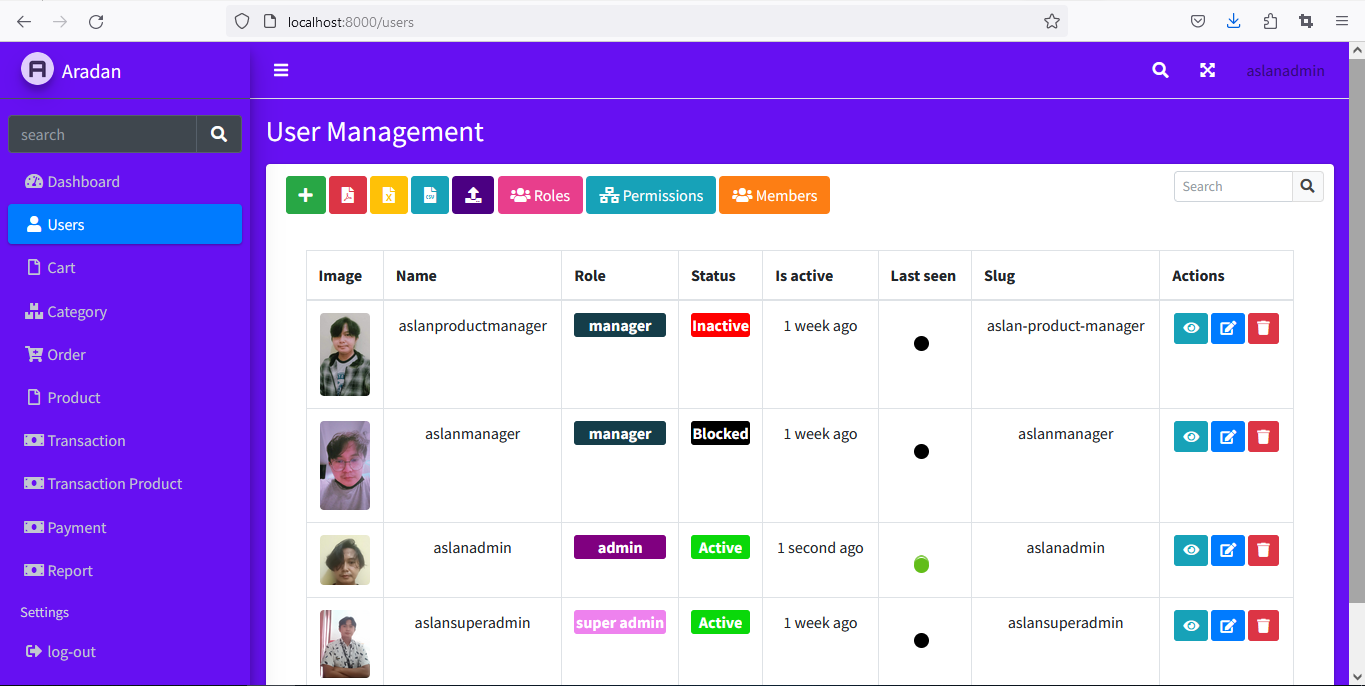 localhost:8000/users
Aradan
aslanadmin
search
User Management
Dashboard
Users
Cart
Category
Order
Product
Transaction
Transaction Product
Payment
Report
Settings
log-out
Roles Permissions Members
Search
Image Name Role Status Is active Last seen Slug Actions
aslanproductmanager manager Inactive 1 week ago aslan-product-manager
aslanmanager manager Blocked 1 week ago aslanmanager
aslanadmin admin Active 1 second ago aslanadmin
aslansuperadmin super admin Active 1 week ago aslansuperadmin